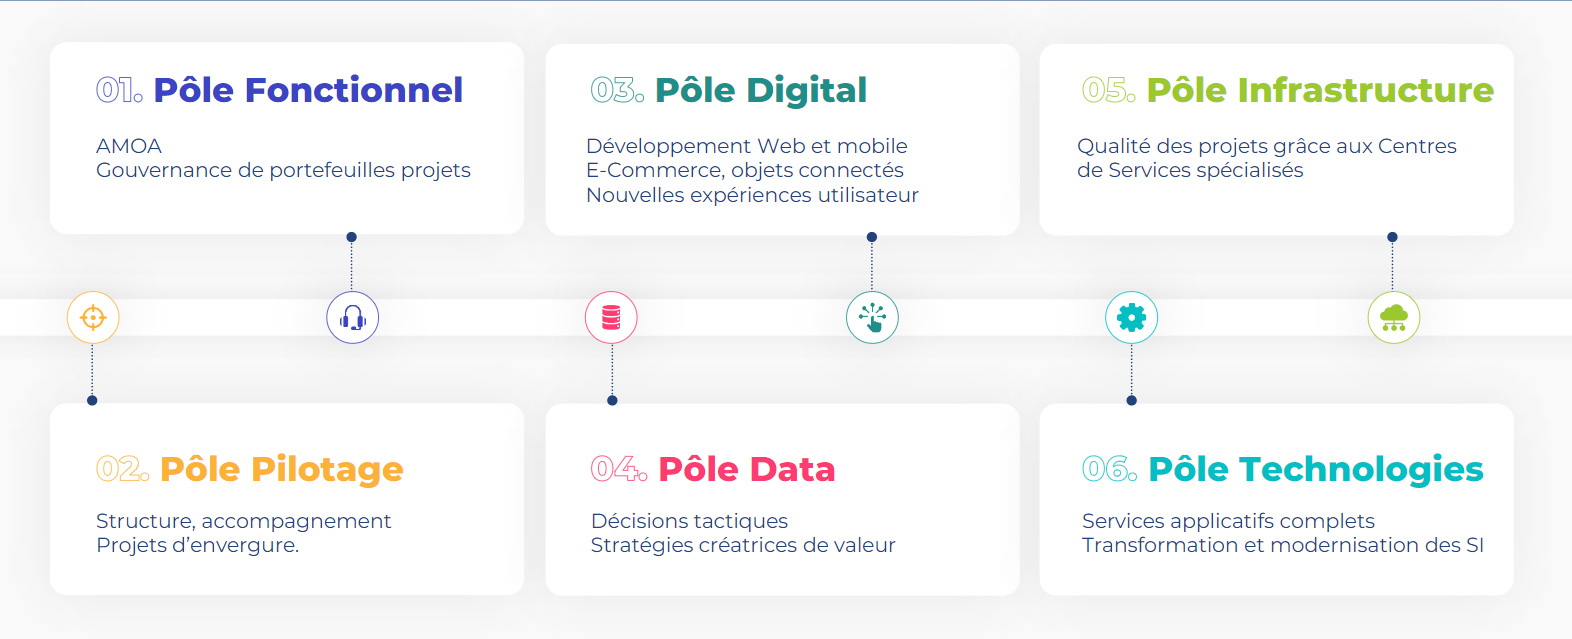 01. Pôle Fonctionnel
AMOA
Gouvernance de portefeuilles projets
02. Pôle Pilotage
Structure, accompagnement
Projets d’envergure.
03. Pôle Digital
Développement Web et mobile
E-Commerce, objets connectés
Nouvelles expériences utilisateur
04. Pôle Data
Décisions tactiques
Stratégies créatrices de valeur
05. Pôle Infrastructure
Qualité des projets grâce aux Centres
de Services spécialisés
06. Pôle Technologies
Services applicatifs complets
Transformation et modernisation des SI